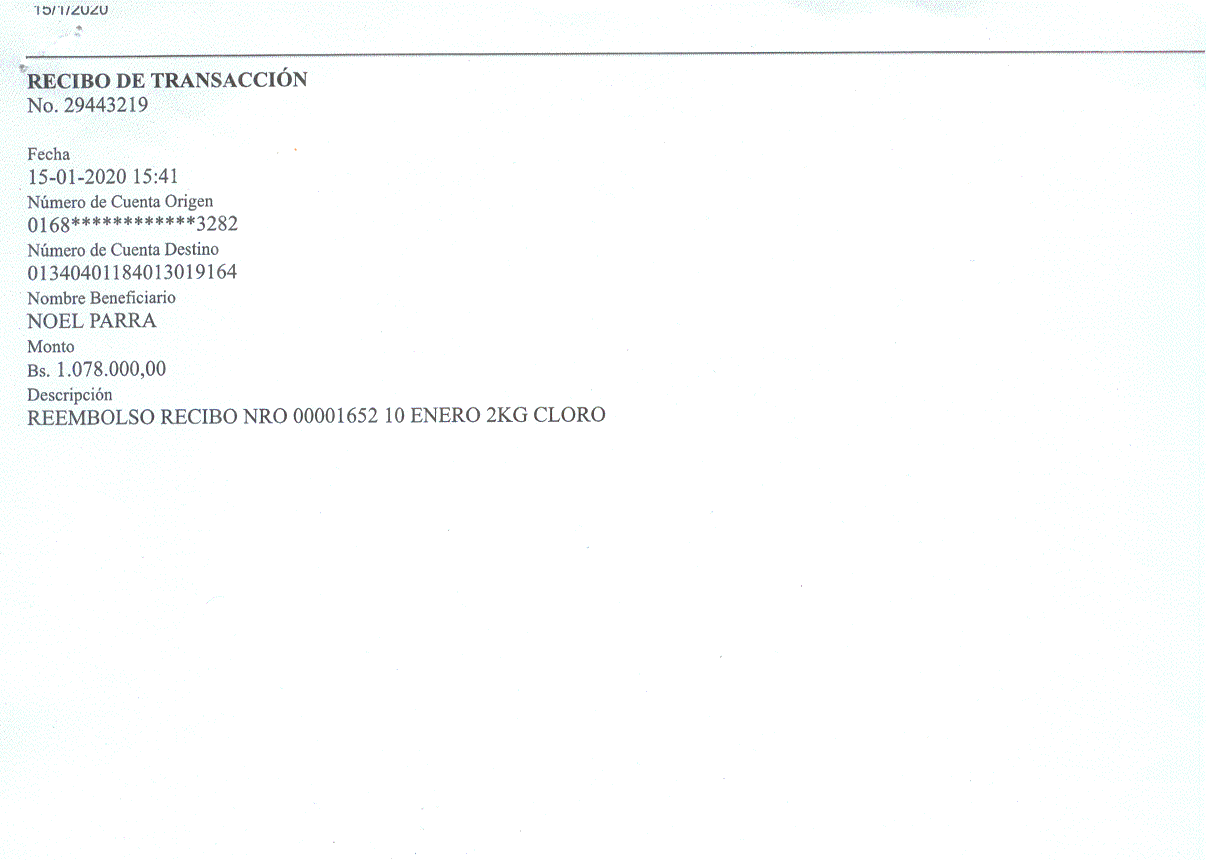 15/1/2020
RECIBO DE TRANSACCIÓN
No. 29443219
Fecha
15-01-2020 15:41
Número de Cuenta Origen
0168************3282
Número de Cuenta Destino
01340401184013019164
Nombre Beneficiario
NOEL PARRA
Monto
Bs. 1.078.000,00
Descripción
REEMBOLSO RECIBO NRO 00001652 10 ENERO 2KG CLORO